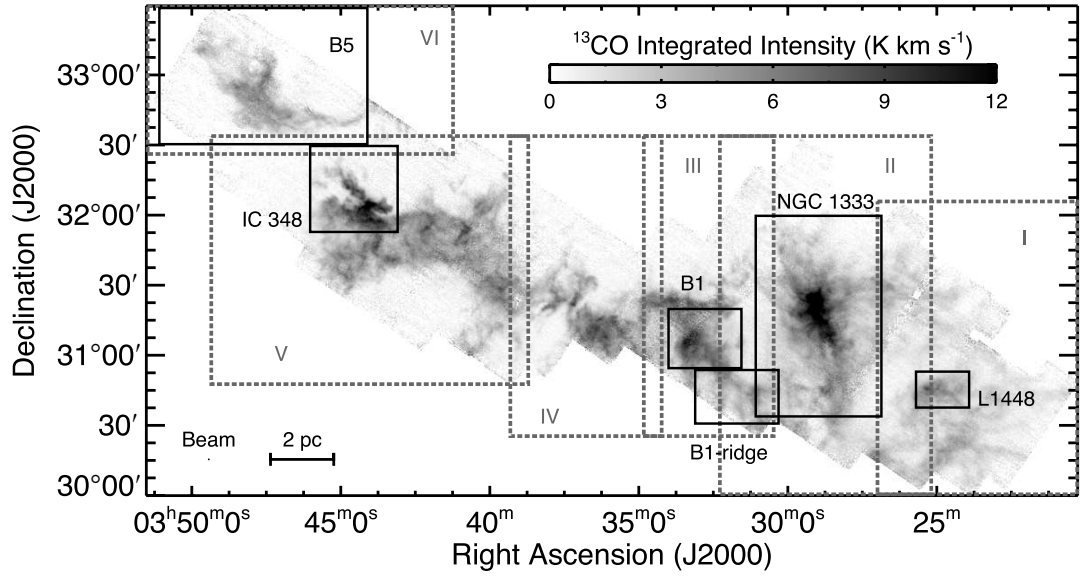 B5
VI
¹³CO Integrated Intensity (K km s⁻¹)
0 3 6 9 12
33°00′
30′
32°00′
30′
31°00′
30′
30°00′
Declination (J2000)
III
II
NGC 1333
I
IC 348
B1
V
IV
L1448
B1-ridge
Beam
2 pc
03ʰ50ᵐ0ˢ 45ᵐ0ˢ 40ᵐ 35ᵐ0ˢ 30ᵐ0ˢ 25ᵐ
Right Ascension (J2000)